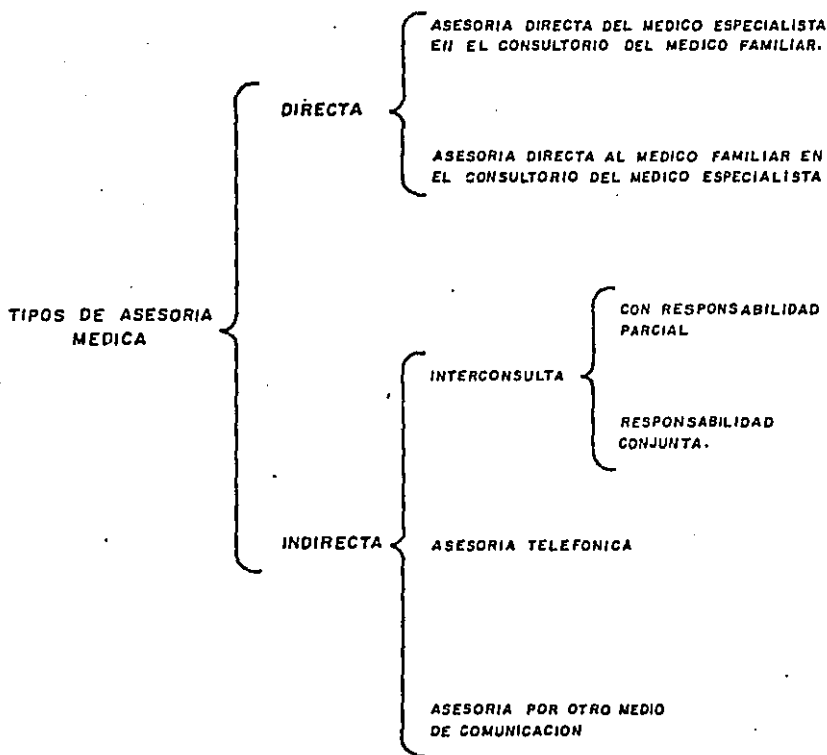 ASESORIA DIRECTA DEL MEDICO ESPECIALISTA
EN EL CONSULTORIO DEL MEDICO FAMILIAR.
DIRECTA
ASESORIA DIRECTA AL MEDICO FAMILIAR EN
EL CONSULTORIO DEL MEDICO ESPECIALISTA
TIPOS DE ASESORIA
MEDICA
CON RESPONSABILIDAD
PARCIAL
INTERCONSULTA
RESPONSABILIDAD
CONJUNTA.
INDIRECTA
ASESORIA TELEFONICA
ASESORIA POR OTRO MEDIO
DE COMUNICACION